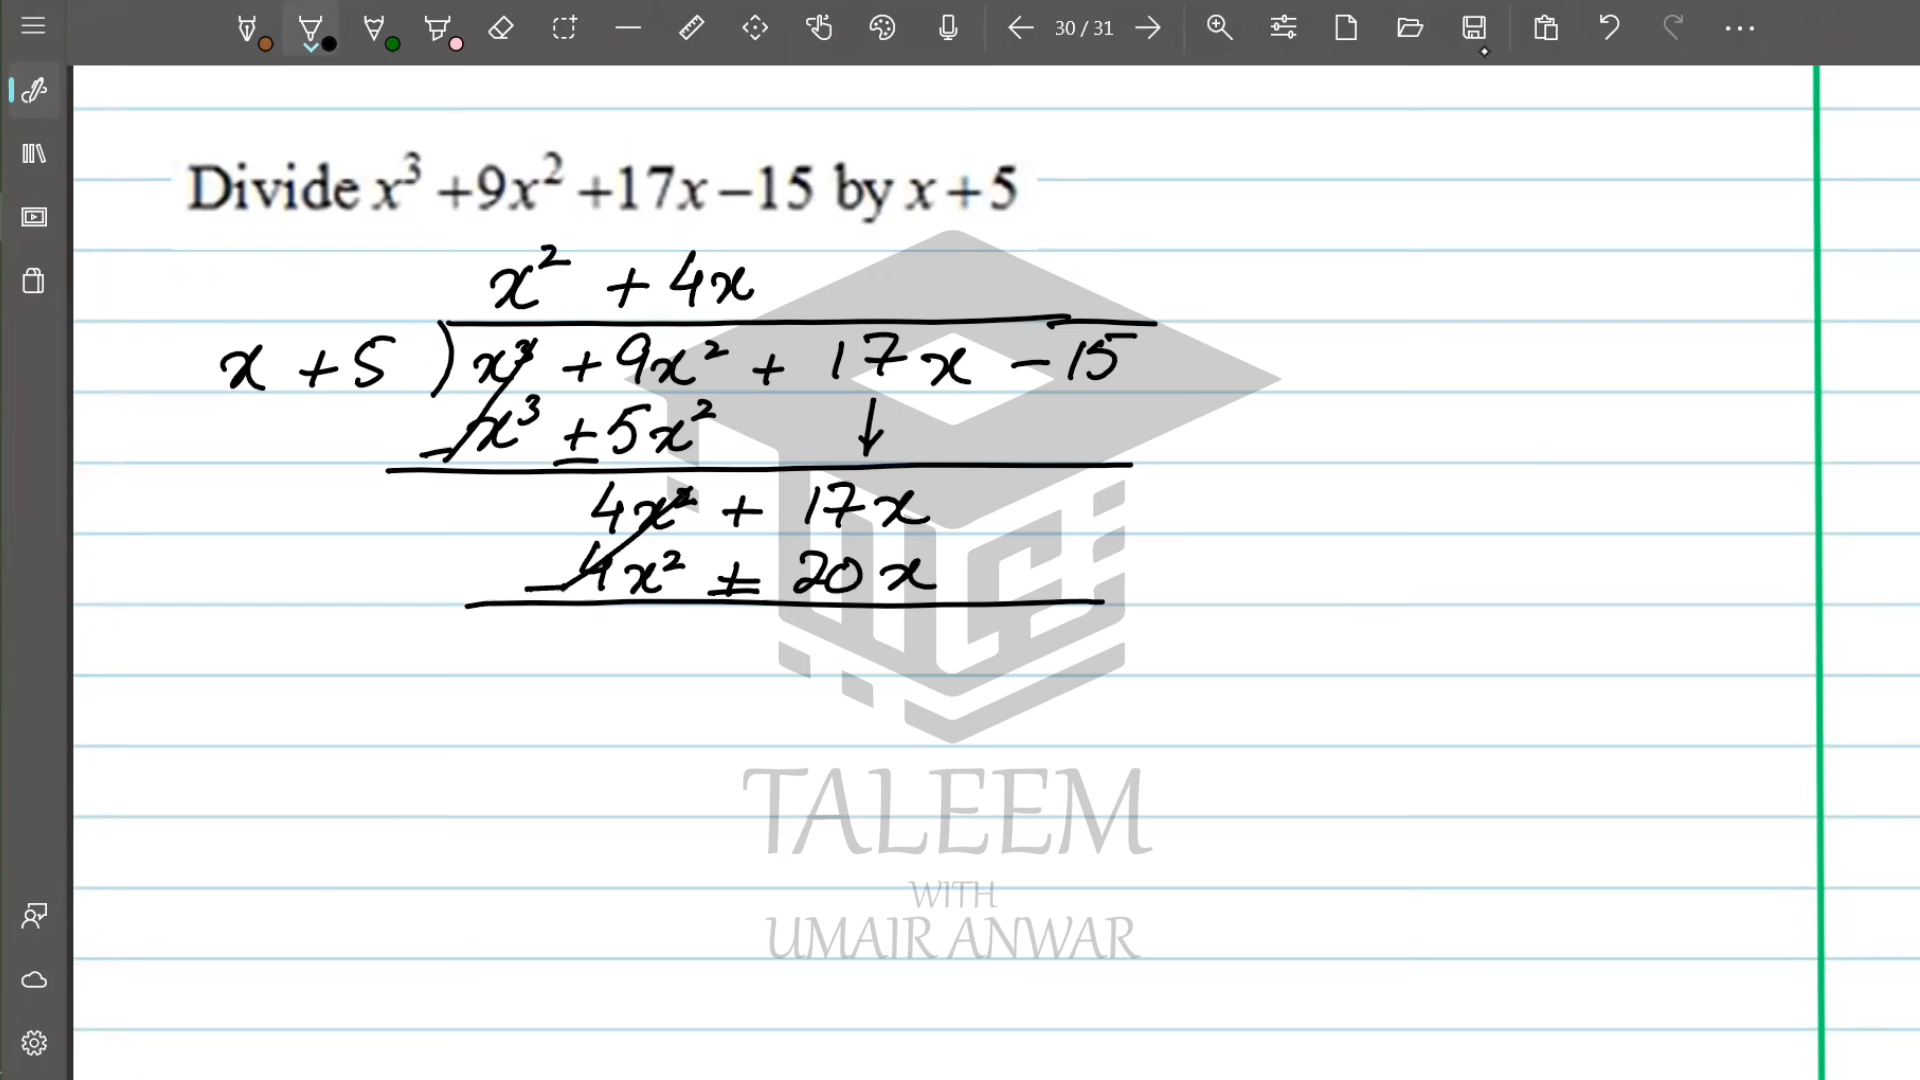 30 / 31
Divide x³ +9x² +17x−15 by x+5
x² + 4x
x + 5 ) x³ + 9x² + 17x − 15
− x³ ± 5x² ↓
4x² + 17x
− 4x² ± 20x
TALEEM
WITH
UMAIR ANWAR